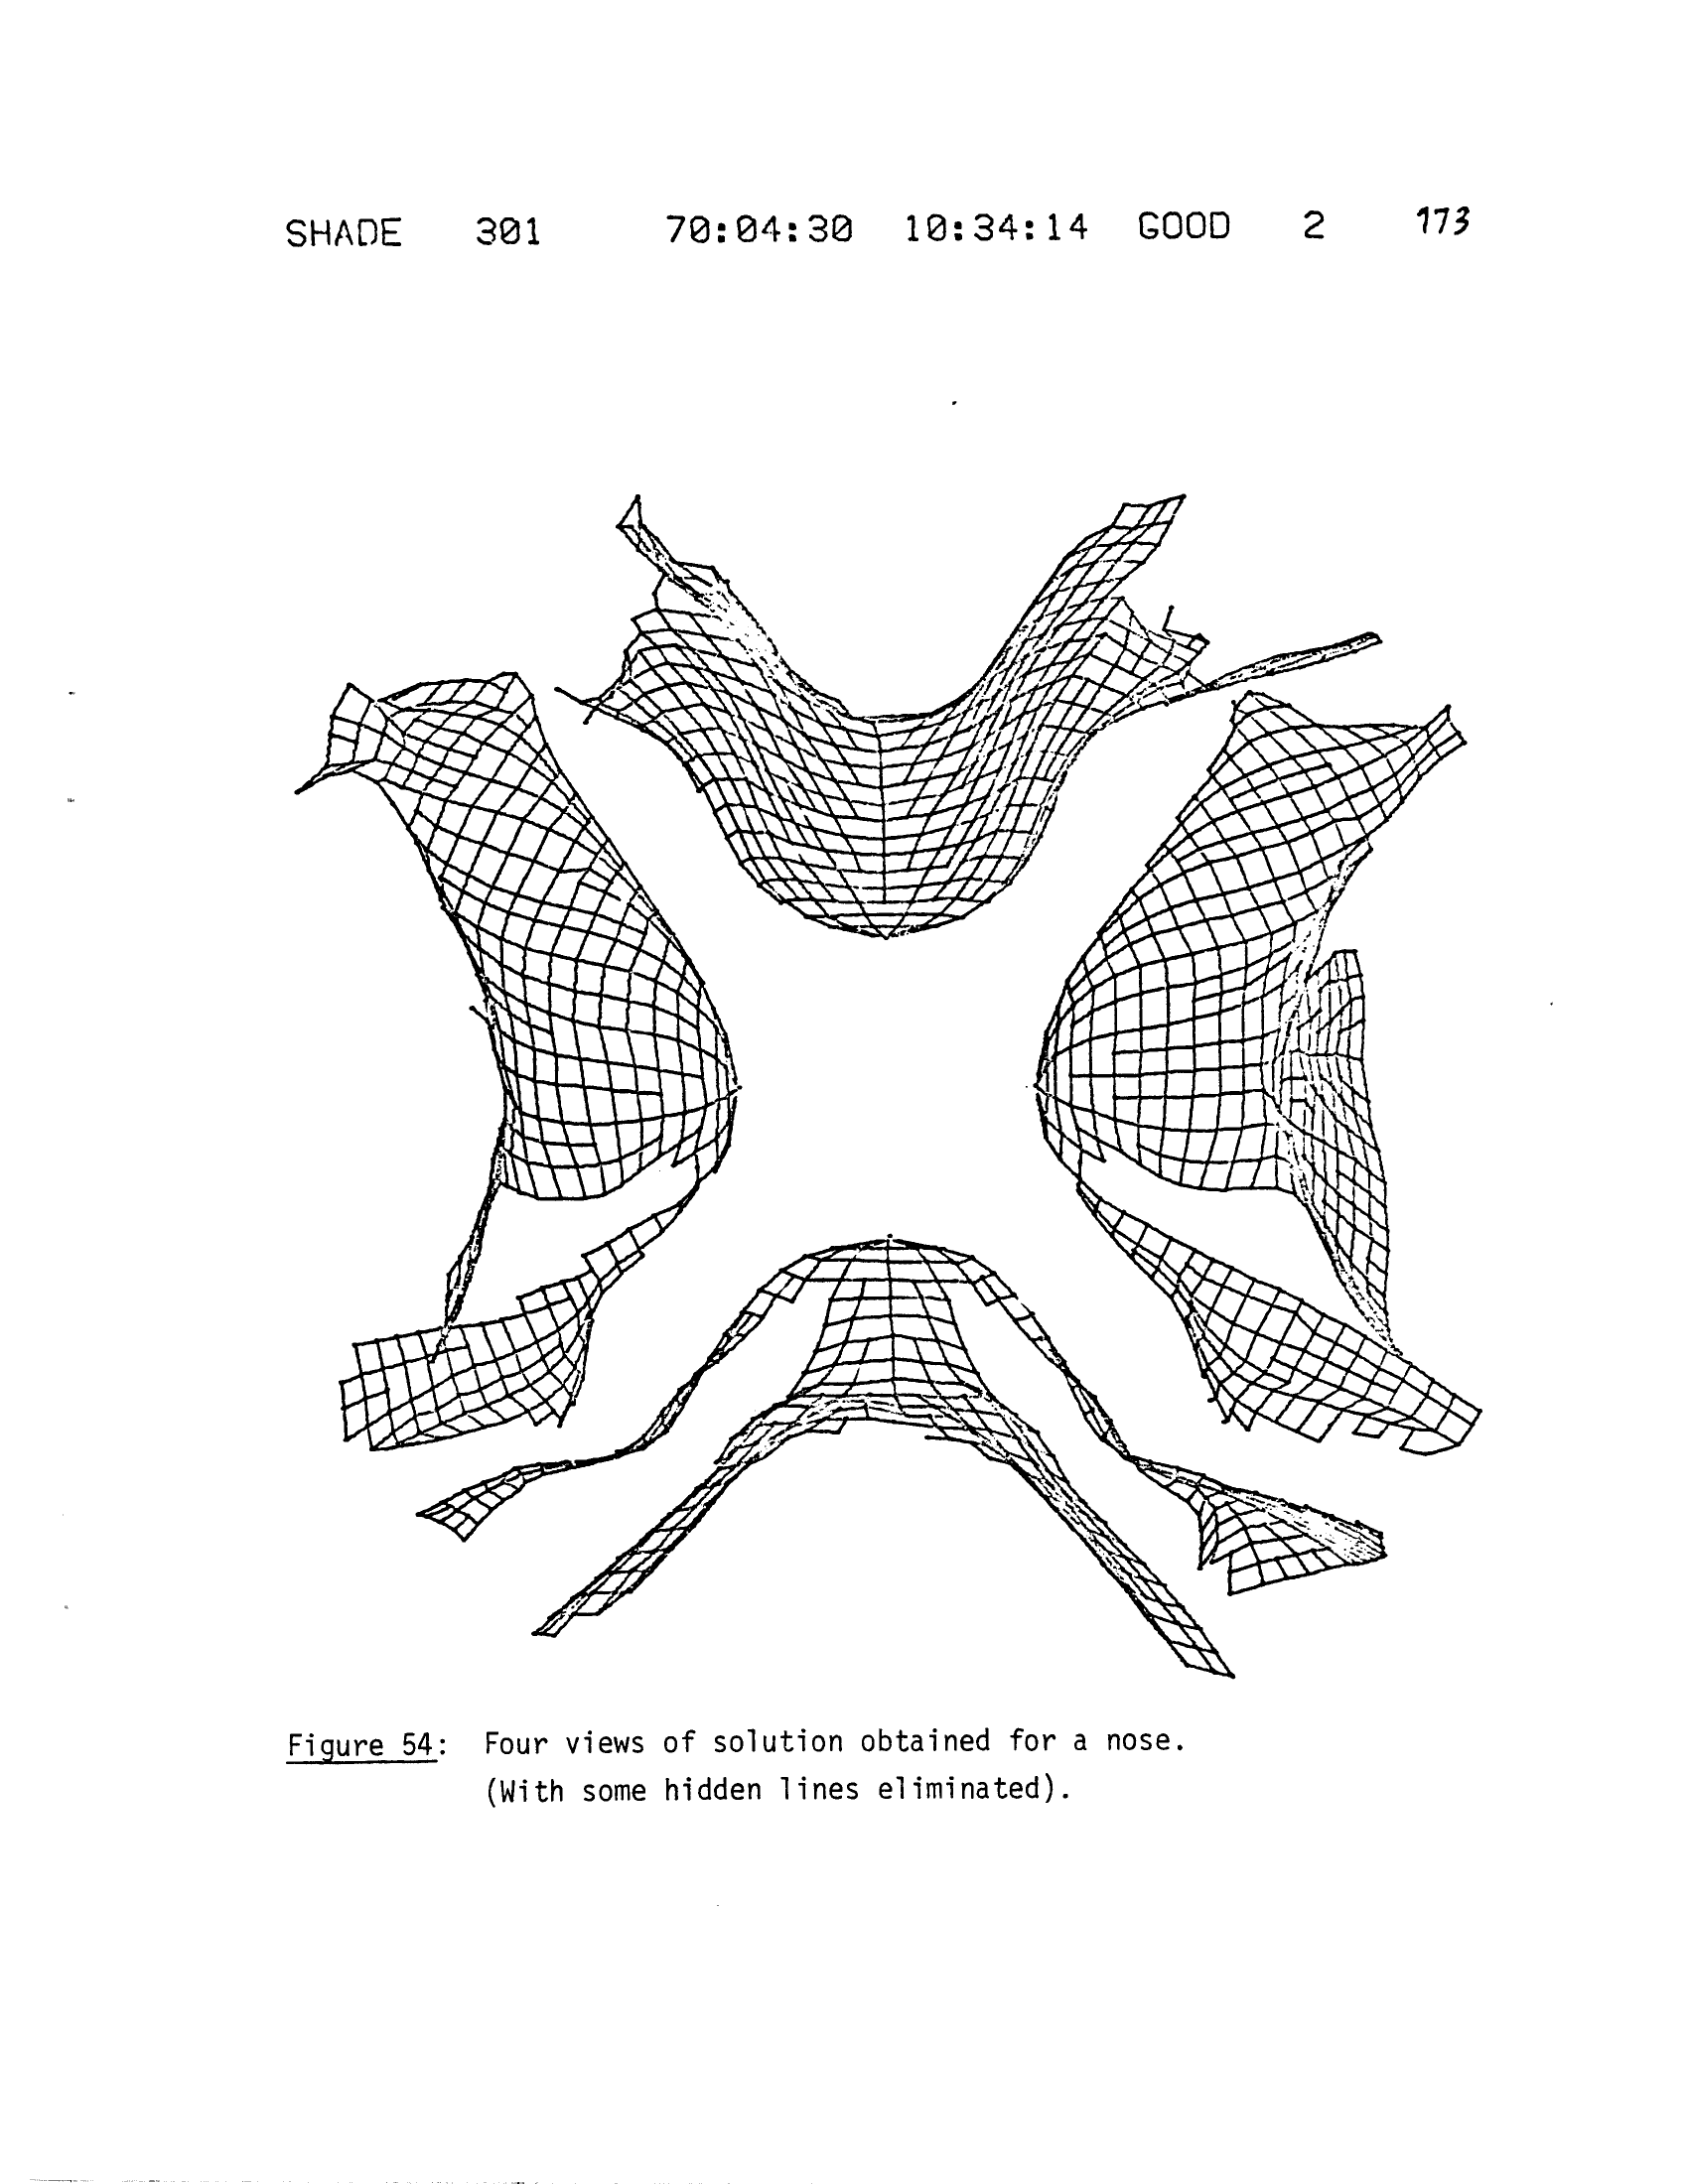 SHADE 301 70:04:30 10:34:14 GOOD 2 173
Figure 54: Four views of solution obtained for a nose.
(With some hidden lines eliminated).